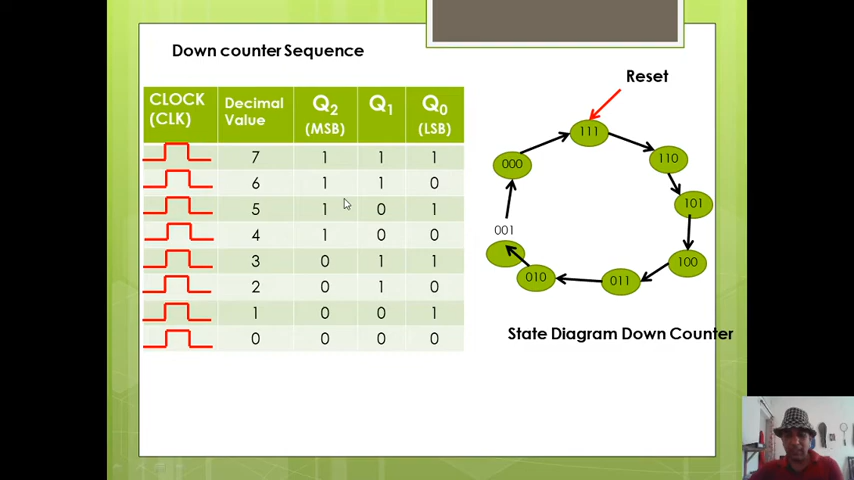 Down counter Sequence
CLOCK (CLK) Decimal Value Q2 (MSB) Q1 Q0 (LSB)
7 1 1 1
6 1 1 0
5 1 0 1
4 1 0 0
3 0 1 1
2 0 1 0
1 0 0 1
0 0 0 0
Reset
111
000
110
101
001
100
010
011
State Diagram Down Counter